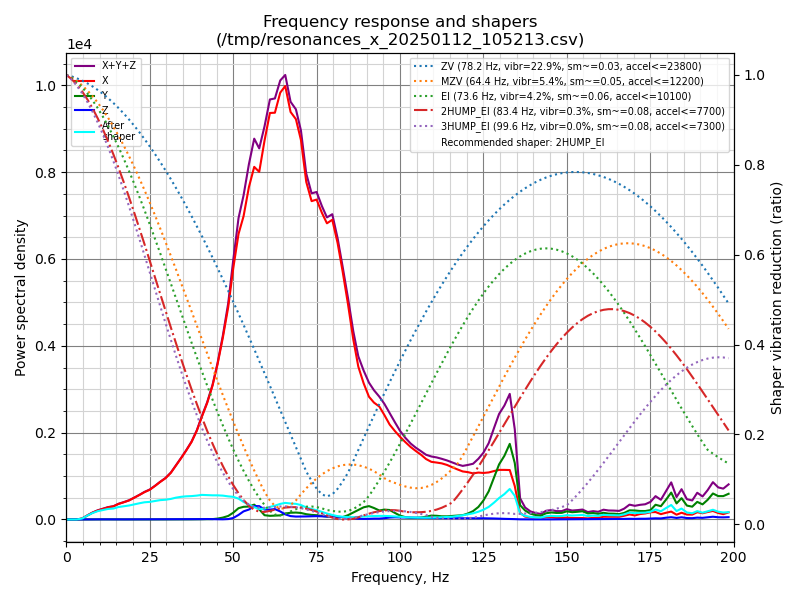 Frequency response and shapers
(/tmp/resonances_x_20250112_105213.csv)
1e4
X+Y+Z
X
Y
Z
After
shaper
ZV (78.2 Hz, vibr=22.9%, sm~=0.03, accel<=23800)
MZV (64.4 Hz, vibr=5.4%, sm~=0.05, accel<=12200)
EI (73.6 Hz, vibr=4.2%, sm~=0.06, accel<=10100)
2HUMP_EI (83.4 Hz, vibr=0.3%, sm~=0.08, accel<=7700)
3HUMP_EI (99.6 Hz, vibr=0.0%, sm~=0.08, accel<=7300)
Recommended shaper: 2HUMP_EI
Power spectral density
1.0
0.8
0.6
0.4
0.2
0.0
1.0
0.8
0.6
0.4
0.2
0.0
Shaper vibration reduction (ratio)
0
25
50
75
100
125
150
175
200
Frequency, Hz